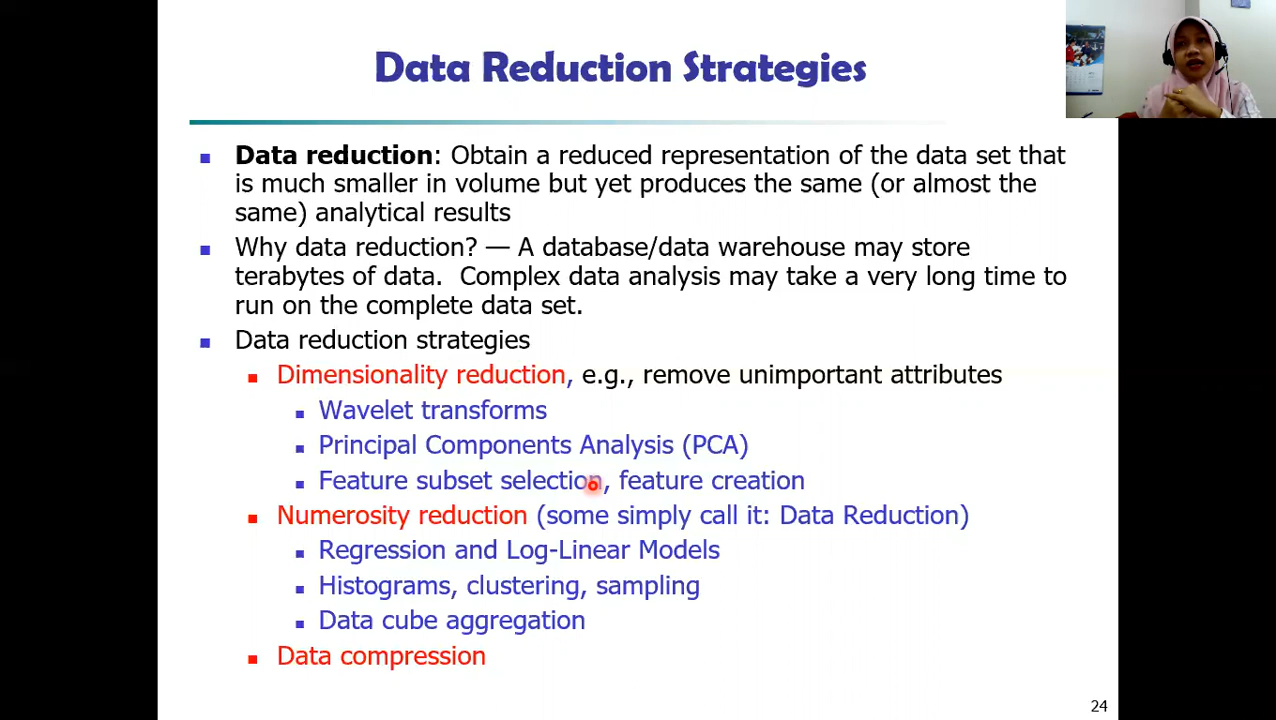 Data Reduction Strategies
Data reduction: Obtain a reduced representation of the data set that
is much smaller in volume but yet produces the same (or almost the
same) analytical results
Why data reduction? — A database/data warehouse may store
terabytes of data.  Complex data analysis may take a very long time to
run on the complete data set.
Data reduction strategies
Dimensionality reduction, e.g., remove unimportant attributes
Wavelet transforms
Principal Components Analysis (PCA)
Feature subset selection, feature creation
Numerosity reduction (some simply call it: Data Reduction)
Regression and Log-Linear Models
Histograms, clustering, sampling
Data cube aggregation
Data compression
24